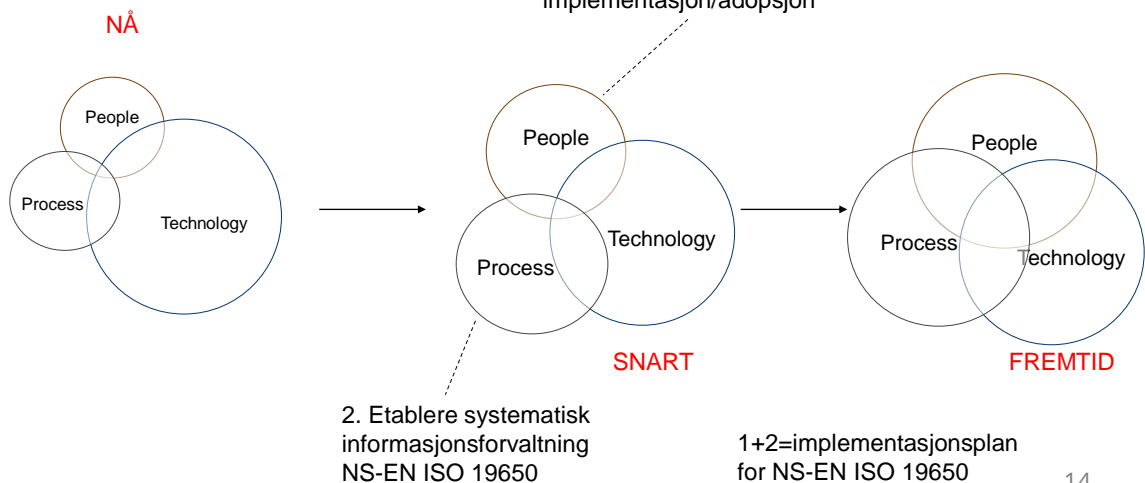 implementasjon/adopsjon
NÅ
People
Process
Technology
People
Process
Technology
People
Process
Technology
SNART
FREMTID
2. Etablere systematisk
informasjonsforvaltning
NS-EN ISO 19650
1+2=implementasjonsplan
for NS-EN ISO 19650
14